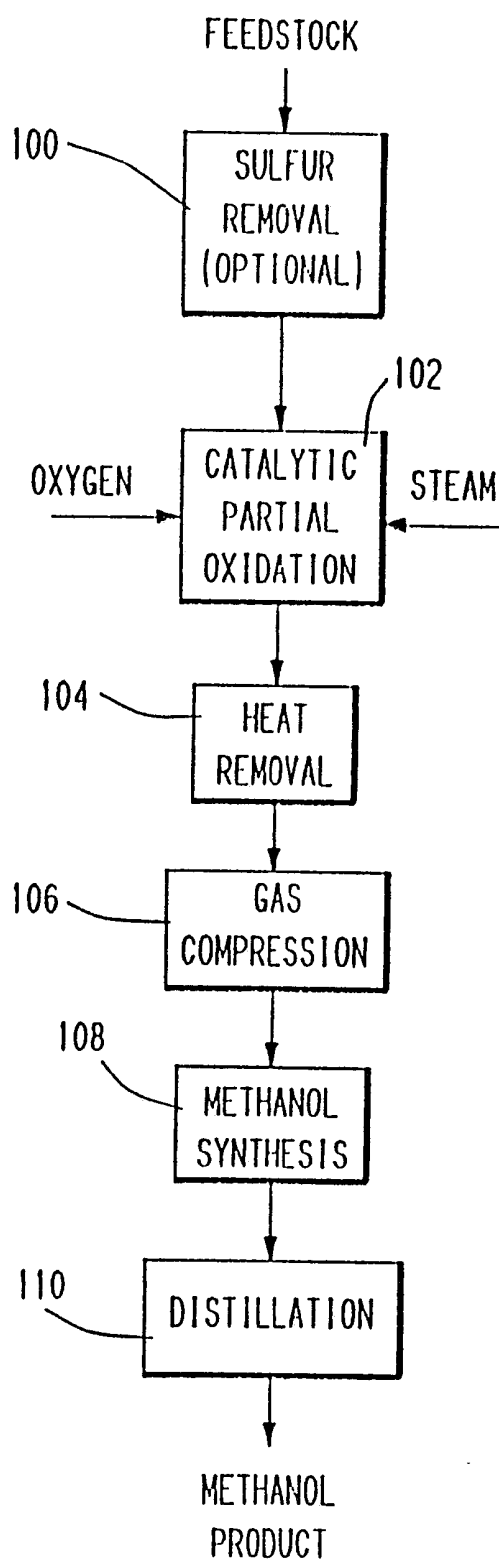 FEEDSTOCK
100
SULFUR
REMOVAL
(OPTIONAL)
102
OXYGEN
CATALYTIC
PARTIAL
OXIDATION
STEAM
104
HEAT
REMOVAL
106
GAS
COMPRESSION
108
METHANOL
SYNTHESIS
110
DISTILLATION
METHANOL
PRODUCT